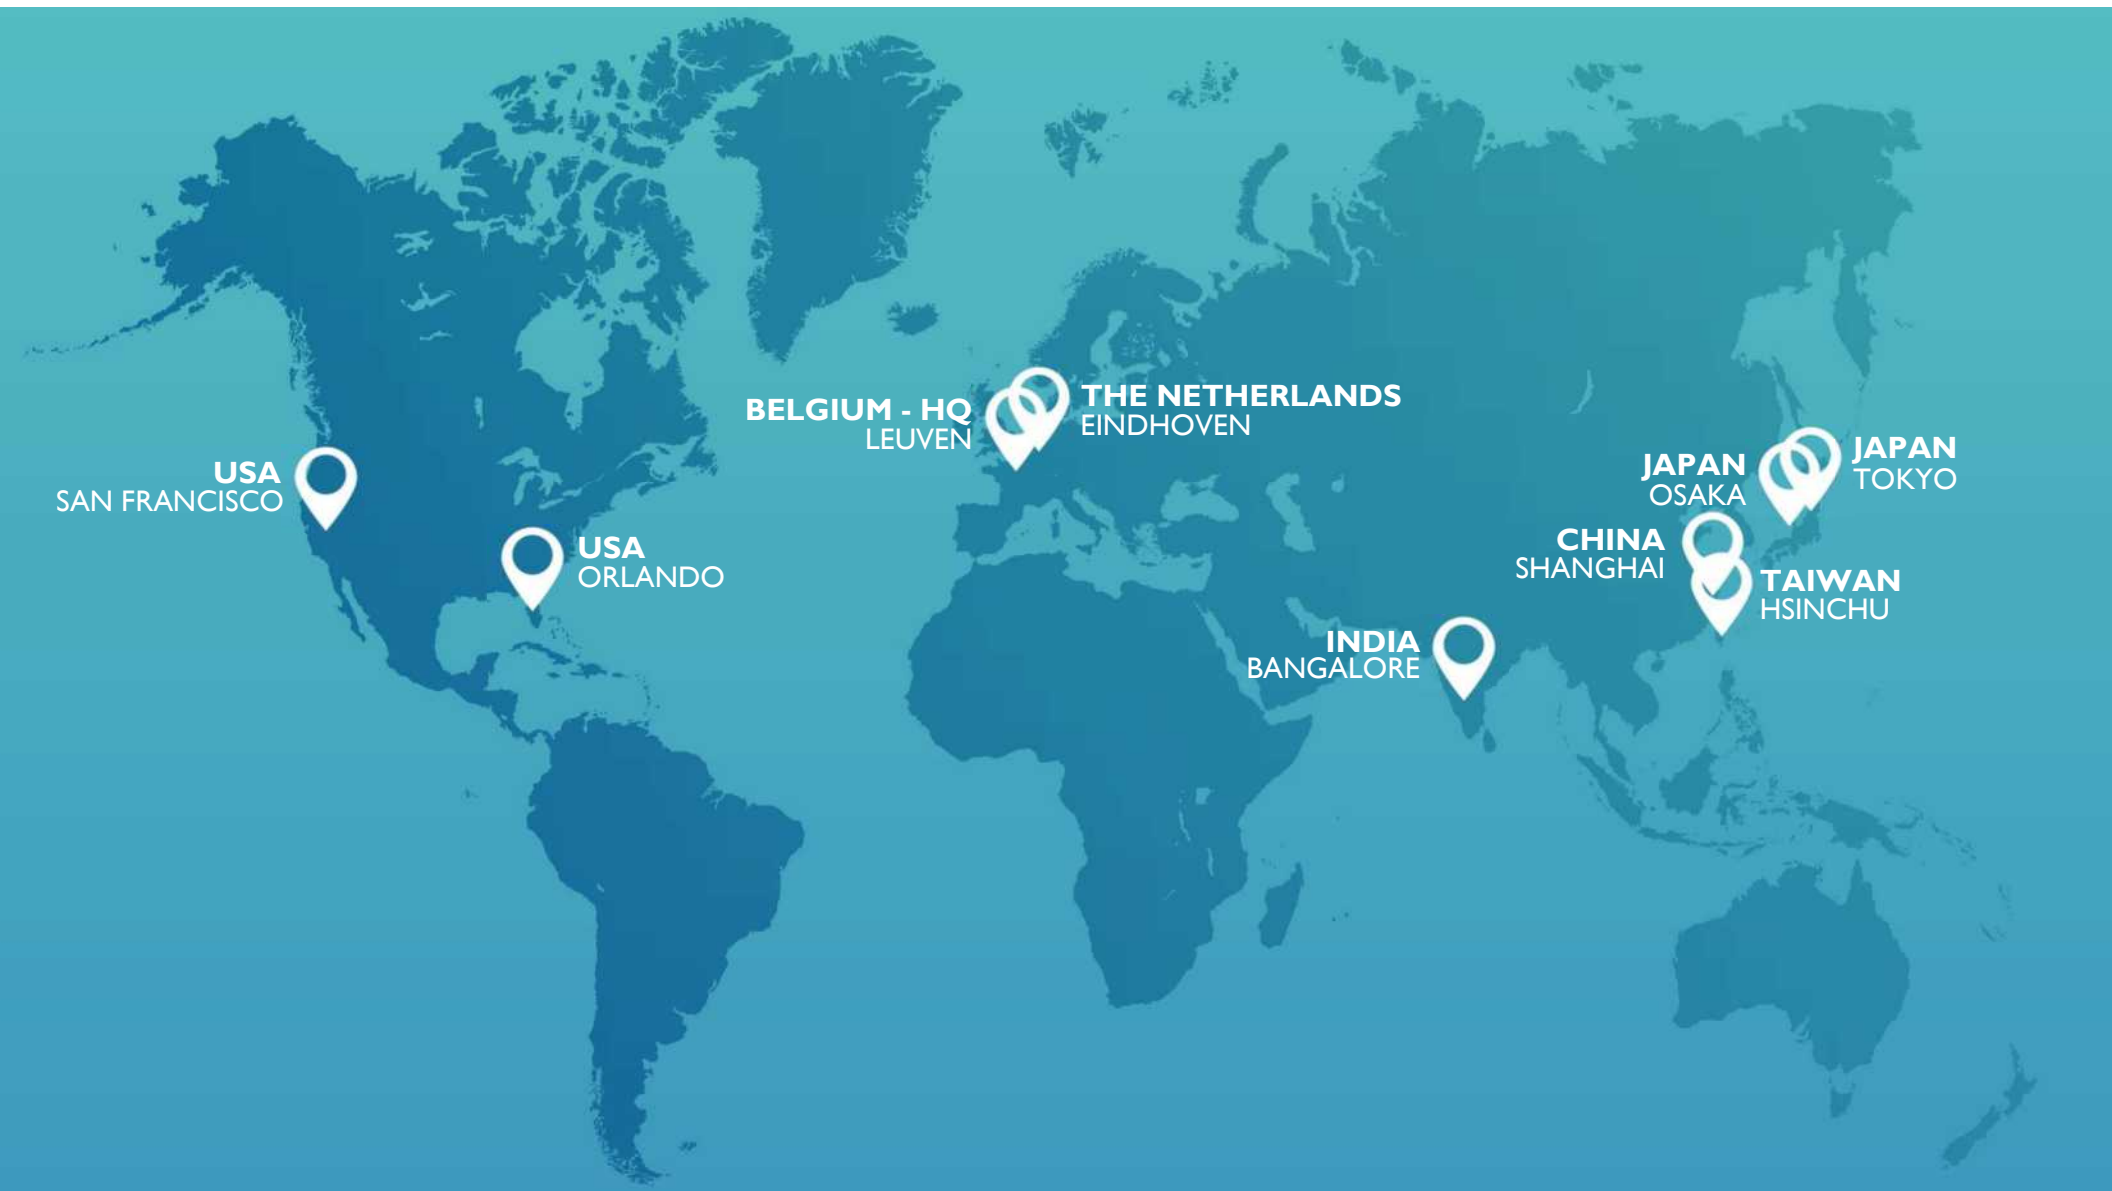 USA
SAN FRANCISCO
USA
ORLANDO
BELGIUM - HQ
LEUVEN
THE NETHERLANDS
EINDHOVEN
JAPAN
OSAKA
JAPAN
TOKYO
CHINA
SHANGHAI
TAIWAN
HSINCHU
INDIA
BANGALORE